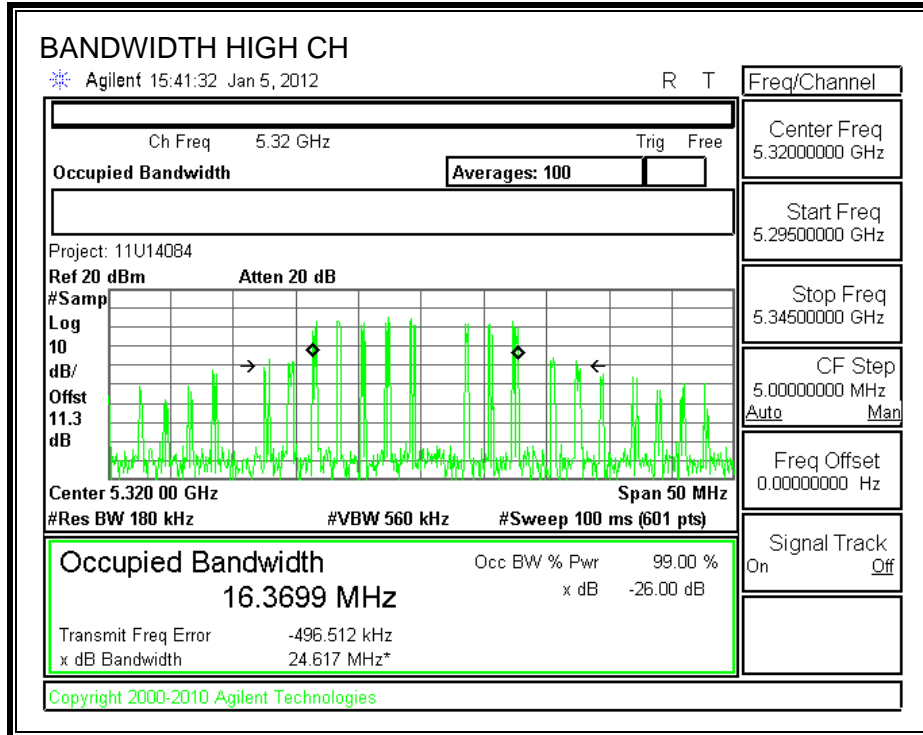 BANDWIDTH HIGH CH
Agilent 15:41:32 Jan 5, 2012 R T
Ch Freq 5.32 GHz Trig Free
Occupied Bandwidth Averages: 100
Project: 11U14084
Ref 20 dBm Atten 20 dB
#Samp
Log
10
dB/
Offst
11.3
dB
Center 5.320 00 GHz Span 50 MHz
#Res BW 180 kHz #VBW 560 kHz #Sweep 100 ms (601 pts)
Occupied Bandwidth Occ BW % Pwr 99.00 %
16.3699 MHz x dB -26.00 dB
Transmit Freq Error -496.512 kHz
x dB Bandwidth 24.617 MHz*
Copyright 2000-2010 Agilent Technologies
Freq/Channel
Center Freq
5.32000000 GHz
Start Freq
5.29500000 GHz
Stop Freq
5.34500000 GHz
CF Step
5.00000000 MHz
Auto Man
Freq Offset
0.00000000 Hz
Signal Track
On Off